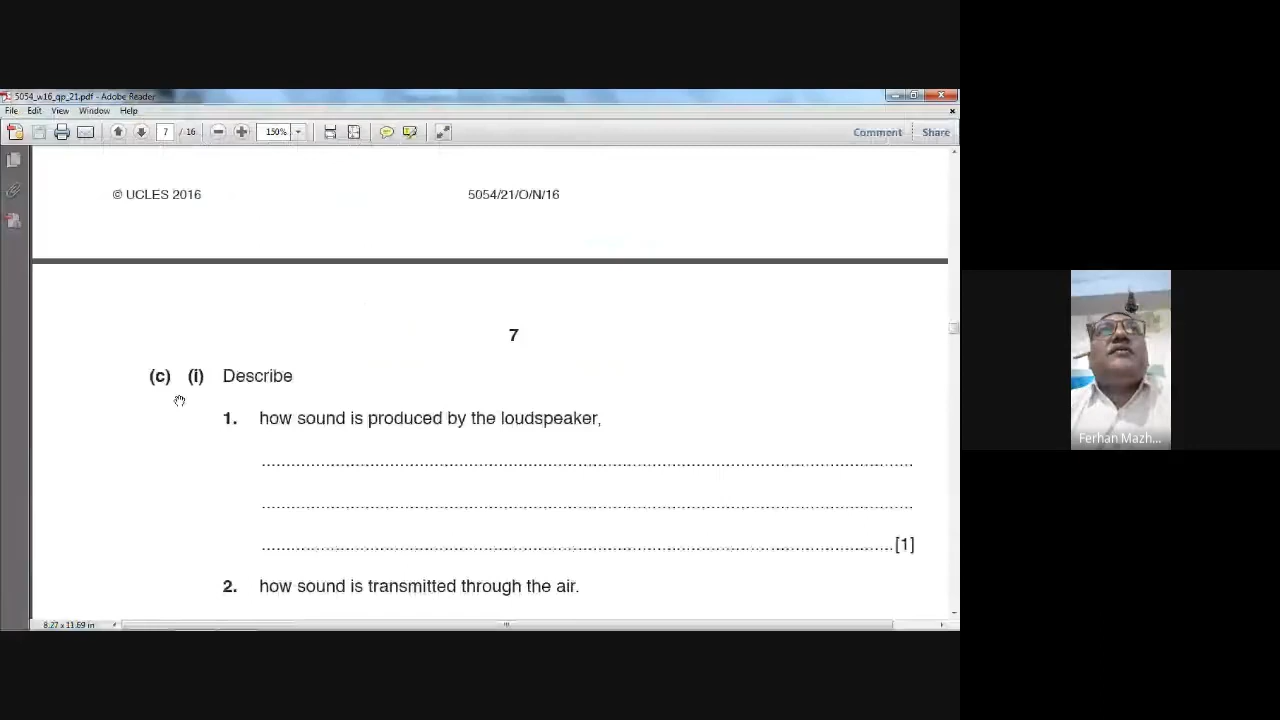 5054_w16_qp_21.pdf - Adobe Reader
File Edit View Window Help
7 / 16 150% Comment Share
© UCLES 2016 5054/21/O/N/16
7
(c) (i) Describe
1. how sound is produced by the loudspeaker,
[1]
2. how sound is transmitted through the air.
8.27 x 11.69 in
Ferhan Mazh...